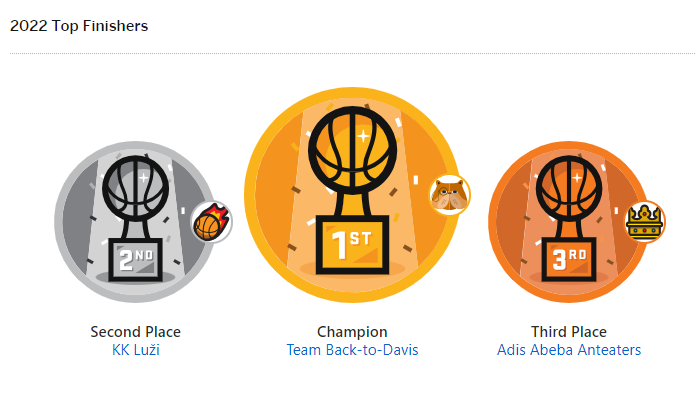 2022 Top Finishers
2ND
1ST
3RD
Second Place
KK Luži
Champion
Team Back-to-Davis
Third Place
Adis Abeba Anteaters